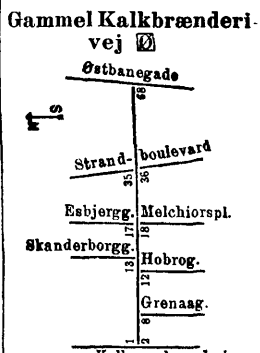 Gammel Kalkbrænderi-
vej Ø
Østbanegade
68
S
N
Strand- boulevard
35 36
Esbjergg. Melchiorspl.
17 18
Skanderborgg.
13 Hobrog.
12
Grenaag.
8
1 2